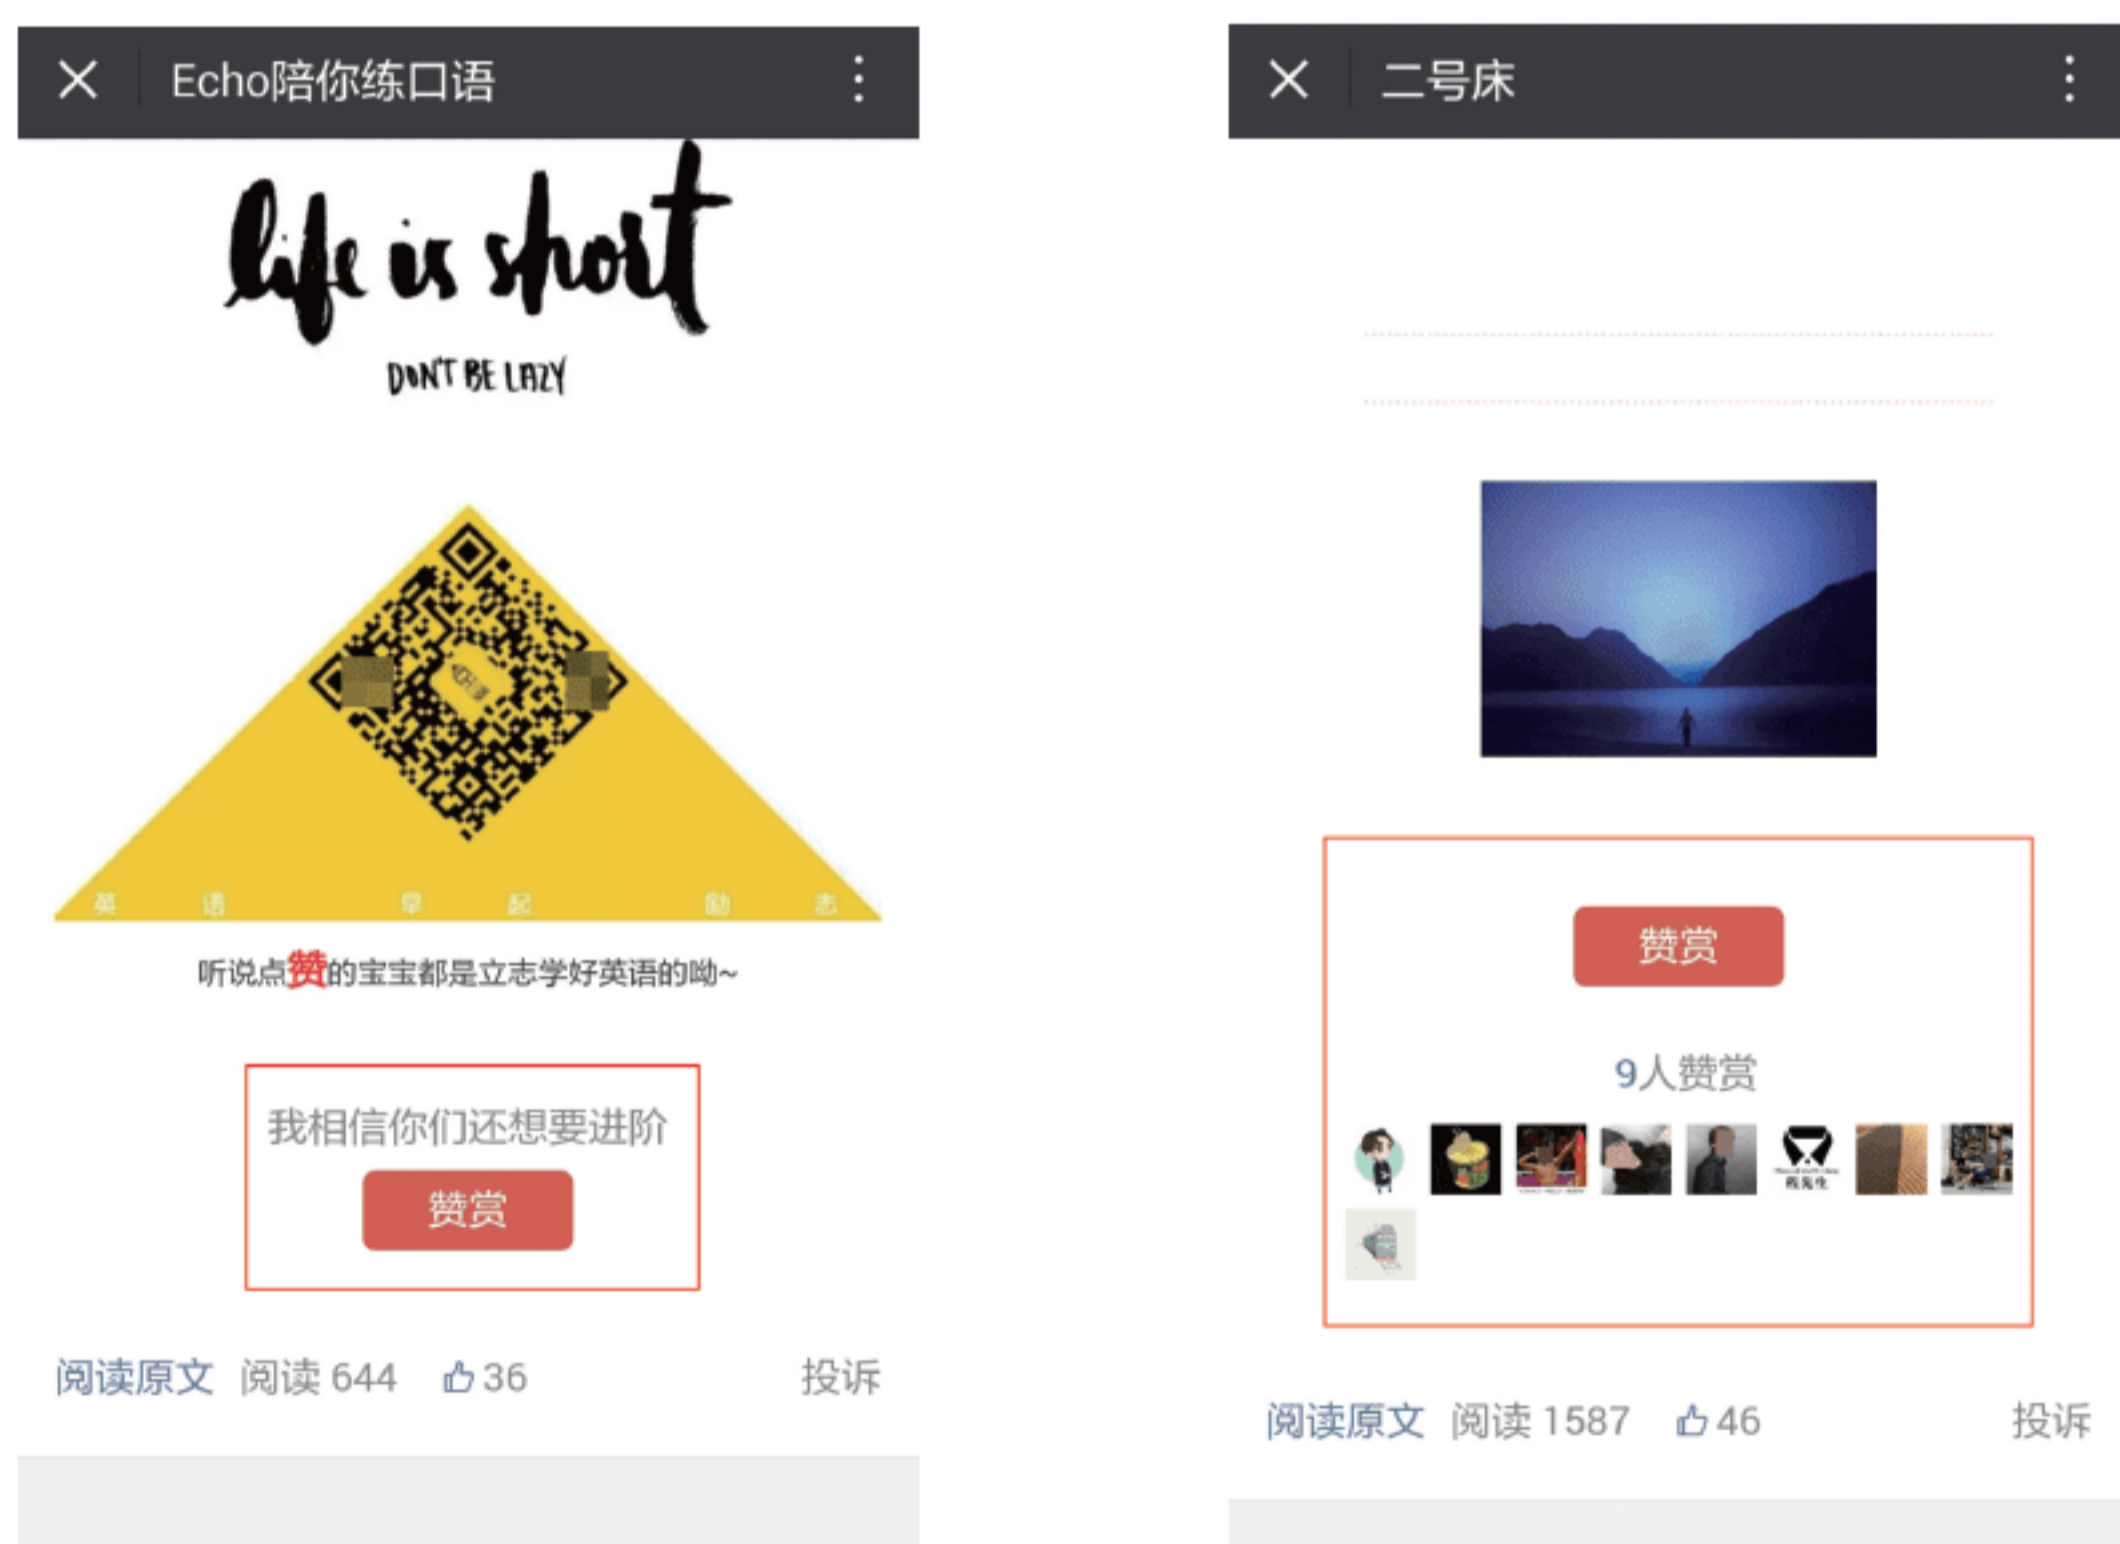 Echo陪你练口语
life is short
DON'T BE LAZY
英 语 早 起 励 志
听说点赞的宝宝都是立志学好英语的呦~
我相信你们还想要进阶
赞赏
阅读原文 阅读 644 36 投诉
二号床
赞赏
9人赞赏
阅读原文 阅读 1587 46 投诉